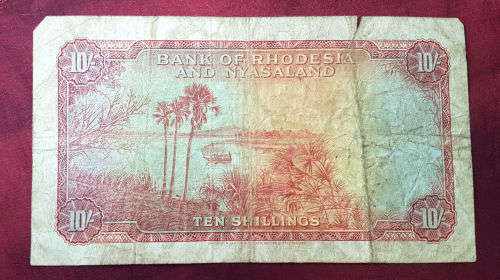 10/- BANK OF RHODESIA 10/-
AND NYASALAND
10/- TEN SHILLINGS 10/-